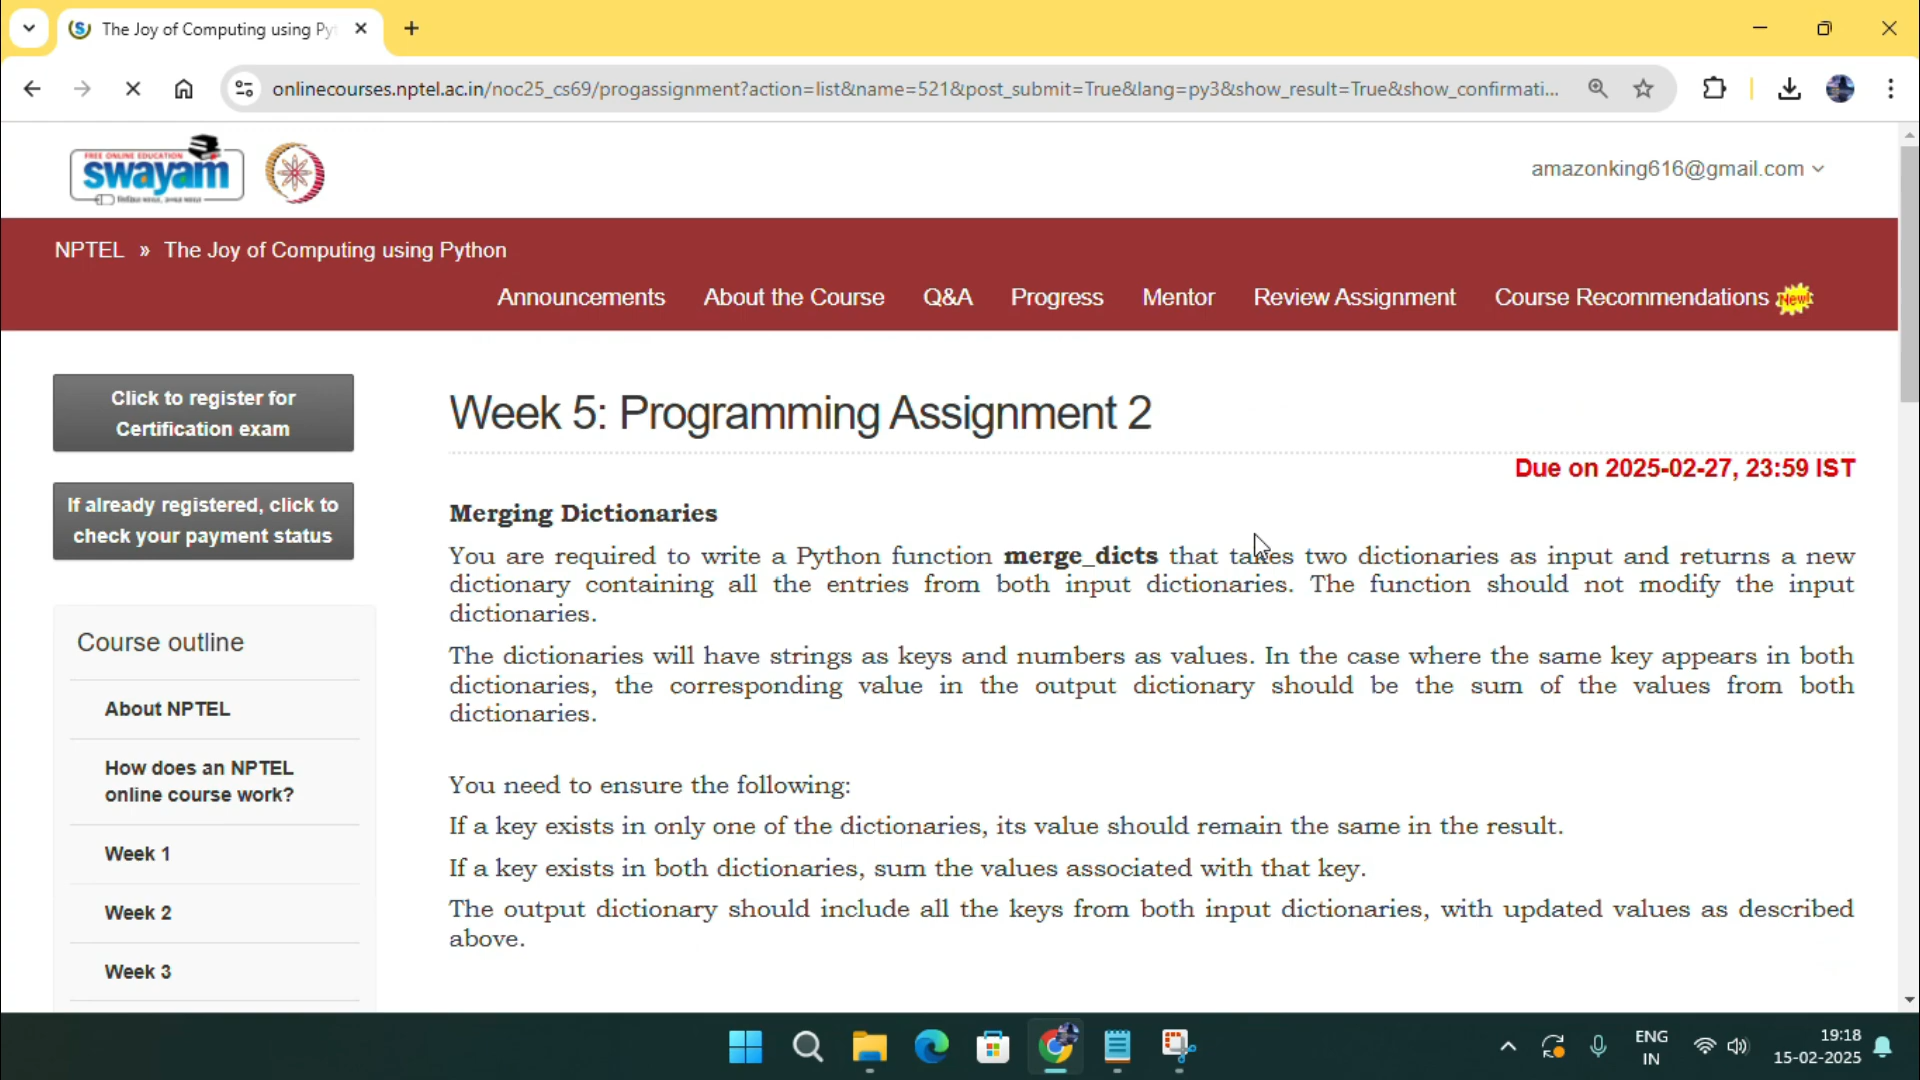 The Joy of Computing using Py
onlinecourses.nptel.ac.in/noc25_cs69/progassignment?action=list&name=521&post_submit=True&lang=py3&show_result=True&show_confirmati...
FREE ONLINE EDUCATION
swayam
amazonking616@gmail.com
NPTEL » The Joy of Computing using Python
Announcements About the Course Q&A Progress Mentor Review Assignment Course Recommendations New!
Click to register for
Certification exam
If already registered, click to
check your payment status
Course outline
About NPTEL
How does an NPTEL
online course work?
Week 1
Week 2
Week 3
Week 5: Programming Assignment 2
Due on 2025-02-27, 23:59 IST
Merging Dictionaries
You are required to write a Python function merge_dicts that takes two dictionaries as input and returns a new
dictionary containing all the entries from both input dictionaries. The function should not modify the input
dictionaries.
The dictionaries will have strings as keys and numbers as values. In the case where the same key appears in both
dictionaries, the corresponding value in the output dictionary should be the sum of the values from both
dictionaries.
You need to ensure the following:
If a key exists in only one of the dictionaries, its value should remain the same in the result.
If a key exists in both dictionaries, sum the values associated with that key.
The output dictionary should include all the keys from both input dictionaries, with updated values as described
above.
ENG
IN
19:18
15-02-2025